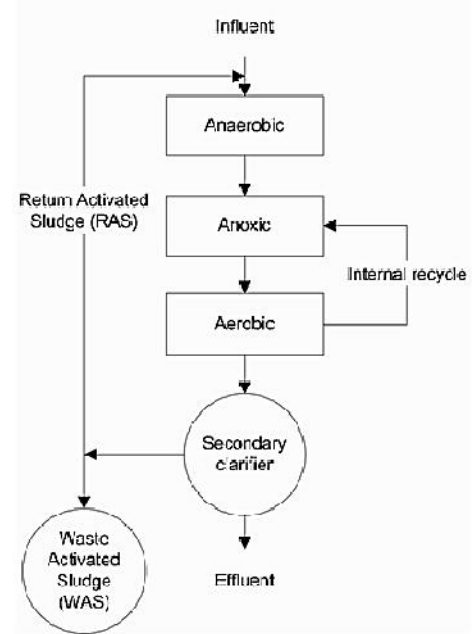 Influent
Anaerobic
Return Activated
Sludge (RAS)
Anoxic
Internal recycle
Aerobic
Secondary
clarifier
Waste
Activated
Sludge
(WAS)
Effluent